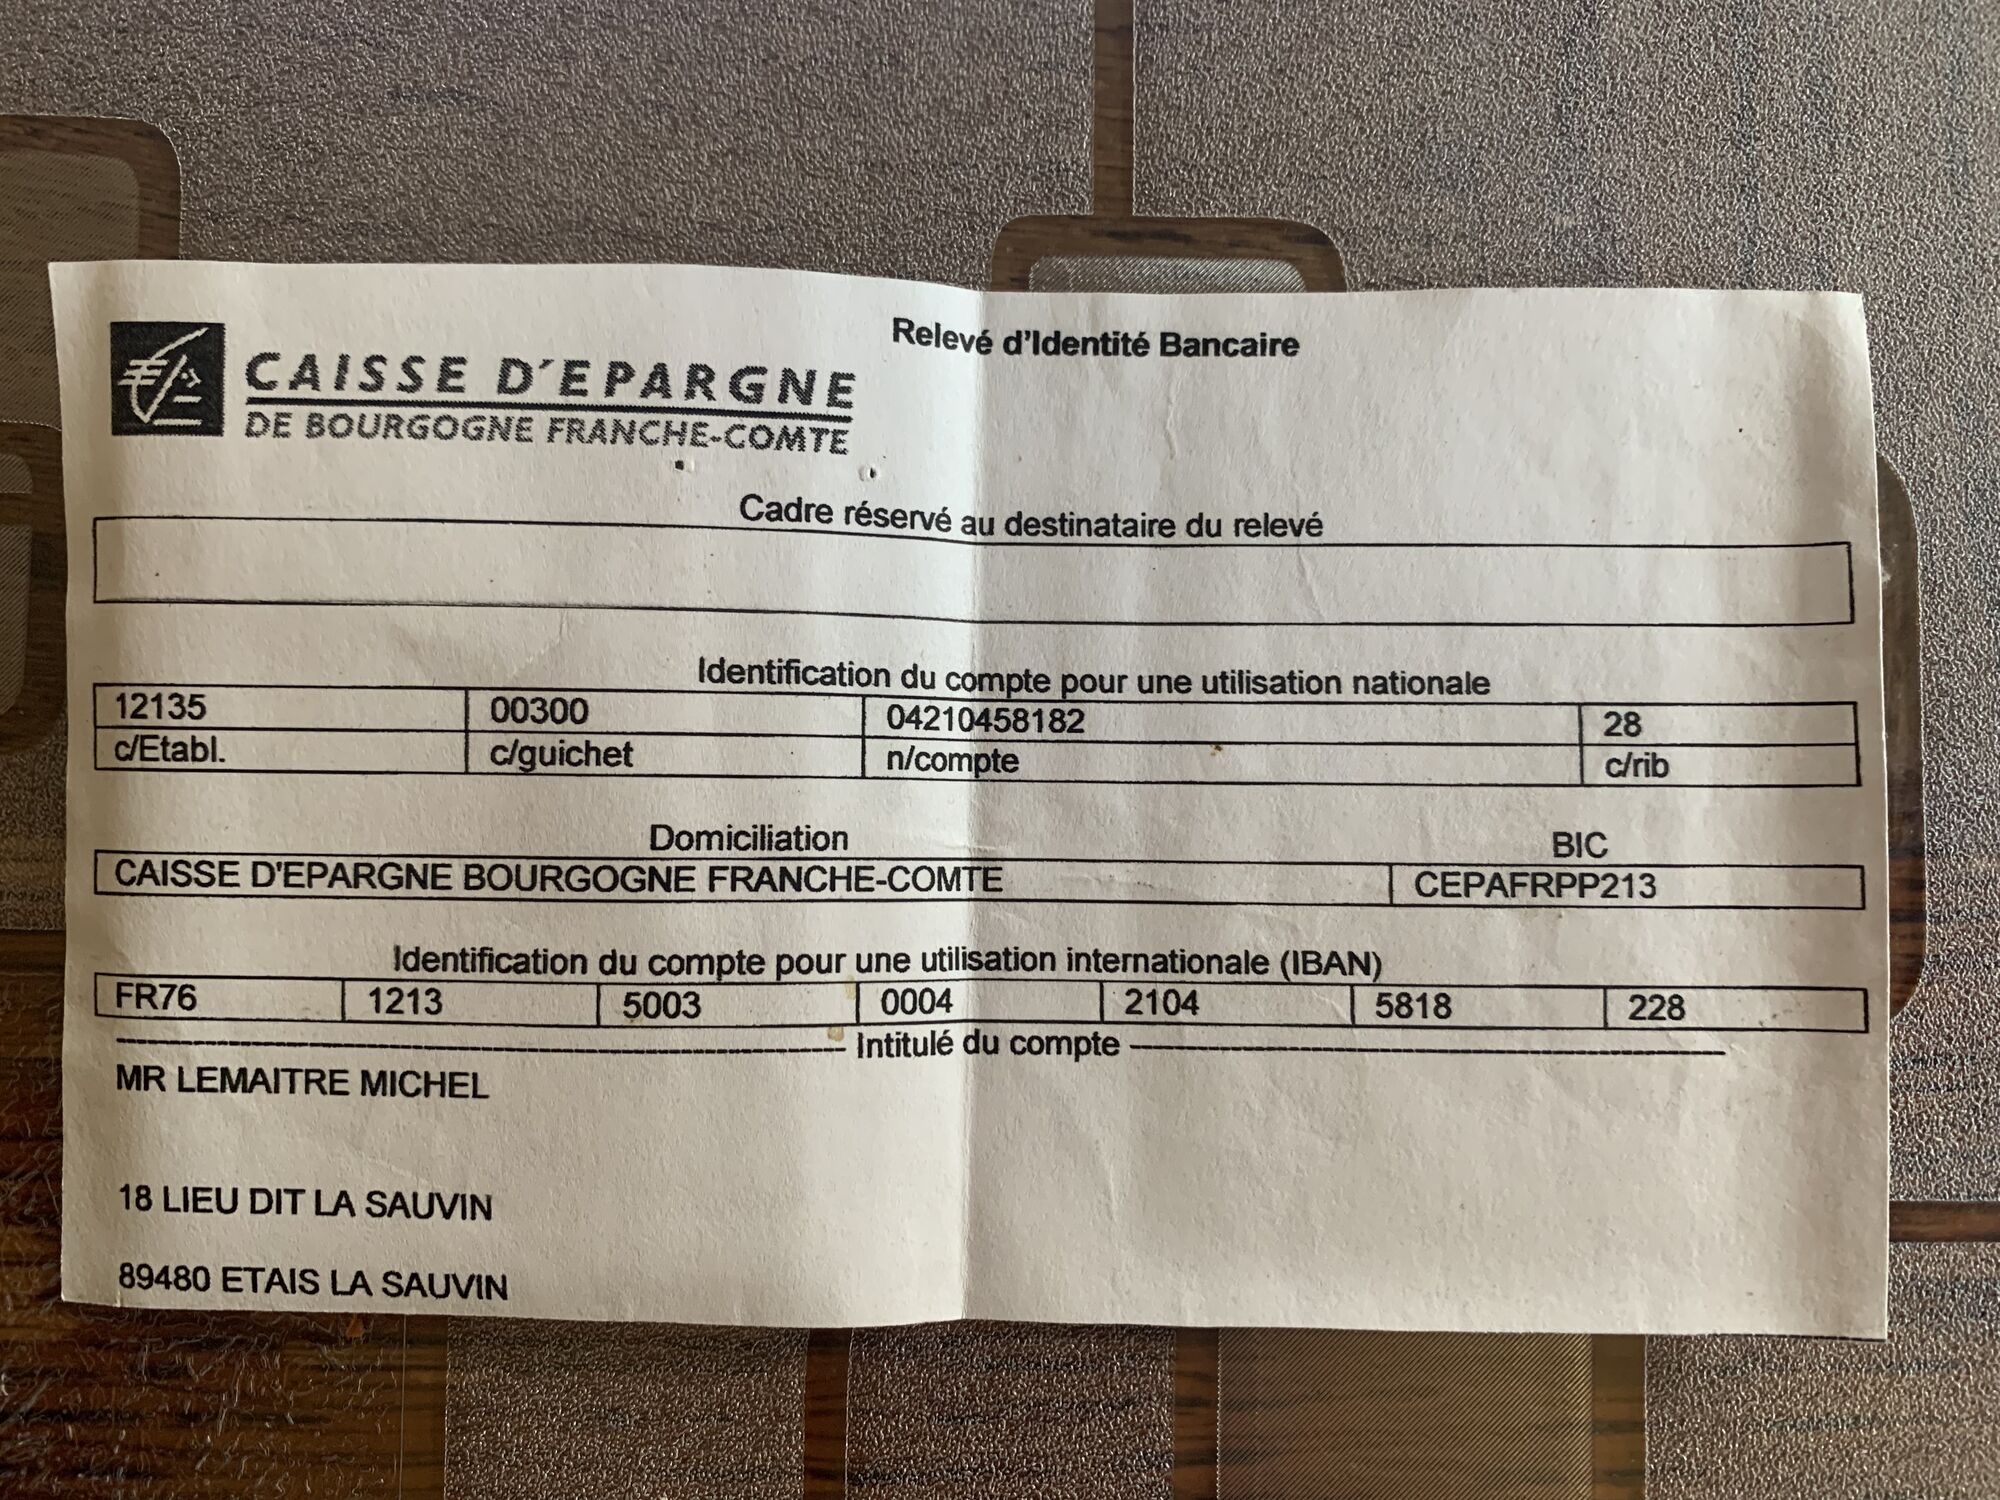 Relevé d'Identité Bancaire
CAISSE D'EPARGNE
DE BOURGOGNE FRANCHE-COMTE
Cadre réservé au destinataire du relevé
Identification du compte pour une utilisation nationale
12135 00300 04210458182 28
c/Etabl. c/guichet n/compte c/rib
Domiciliation BIC
CAISSE D'EPARGNE BOURGOGNE FRANCHE-COMTE CEPAFRPP213
Identification du compte pour une utilisation internationale (IBAN)
FR76 1213 5003 0004 2104 5818 228
Intitulé du compte
MR LEMAITRE MICHEL
18 LIEU DIT LA SAUVIN
89480 ETAIS LA SAUVIN